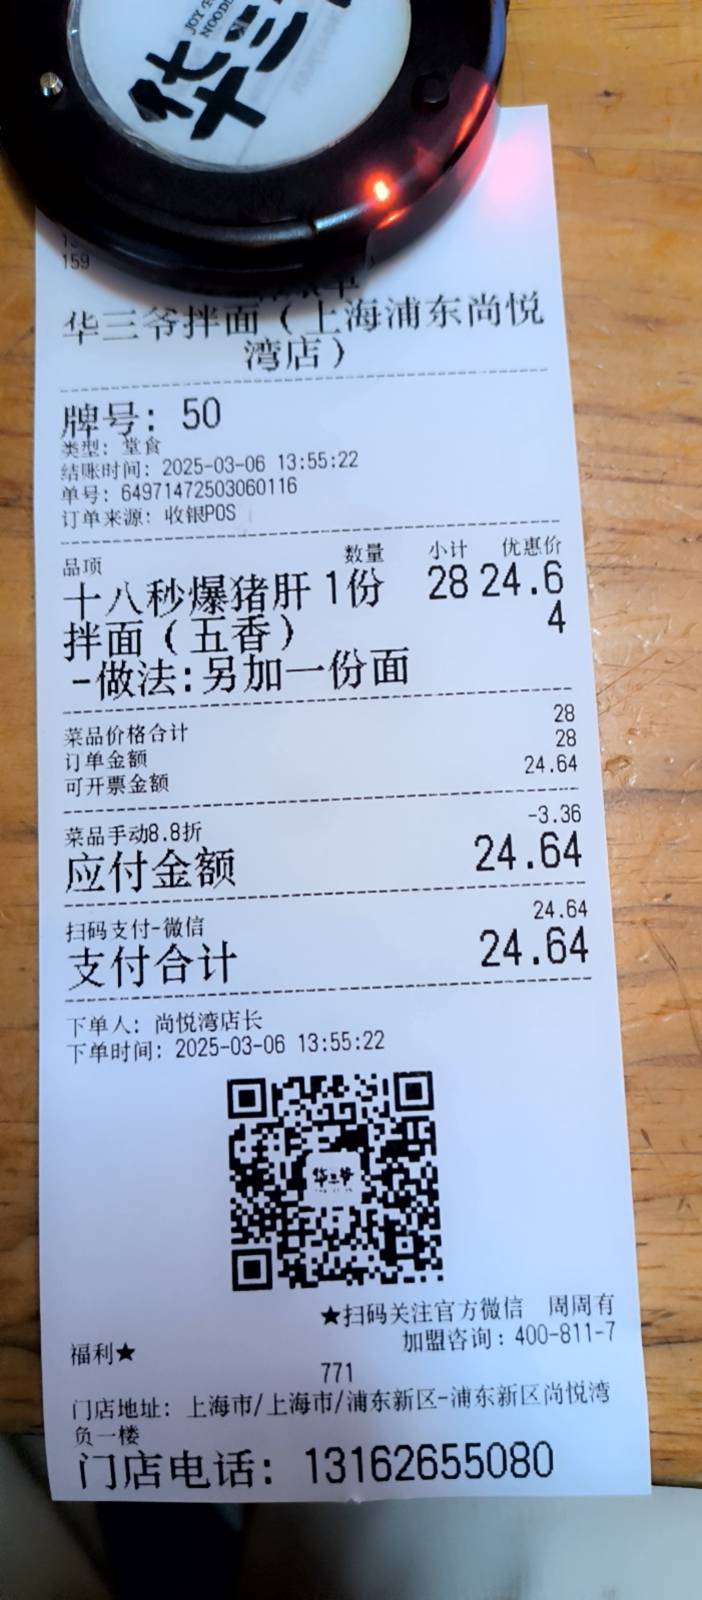 JOY
NOOD
华三
159
华三爷拌面（上海浦东尚悦
湾店）
牌号: 50
类型: 堂食
结账时间: 2025-03-06 13:55:22
单号: 64971472503060116
订单来源: 收银POS
品项 数量 小计 优惠价
十八秒爆猪肝 1份 28 24.6
拌面（五香） 4
-做法:另加一份面
菜品价格合计 28
订单金额 28
可开票金额 24.64
菜品手动8.8折 -3.36
应付金额 24.64
扫码支付-微信 24.64
支付合计 24.64
下单人: 尚悦湾店长
下单时间: 2025-03-06 13:55:22
华三爷
★扫码关注官方微信 周周有
福利★ 加盟咨询: 400-811-7
771
门店地址: 上海市/上海市/浦东新区-浦东新区尚悦湾
负一楼
门店电话: 13162655080